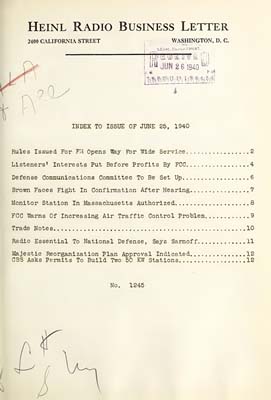 HEINL RADIO BUSINESS LETTER
2400 CALIFORNIA STREET WASHINGTON, D. C.
JUN 26 1940
INDEX TO ISSUE OF JUNE 25, 1940
Rules Issued For FM Opens Way For Wide Service..............2
Listeners' Interests Put Before Profits By FCC..............4
Defense Communications Committee To Be Set Up...............6
Brown Faces Fight In Confirmation After Hearing.............7
Monitor Station In Massachusetts Authorized.................8
FCC Warns Of Increasing Air Traffic Control Problem.........9
Trade Notes................................................10
Radio Essential To National Defense, Says Sarnoff..........11
Majestic Reorganization Plan Approval Indicated............12
CBS Asks Permits To Build Two 50 KW Stations...............12
No. 1245